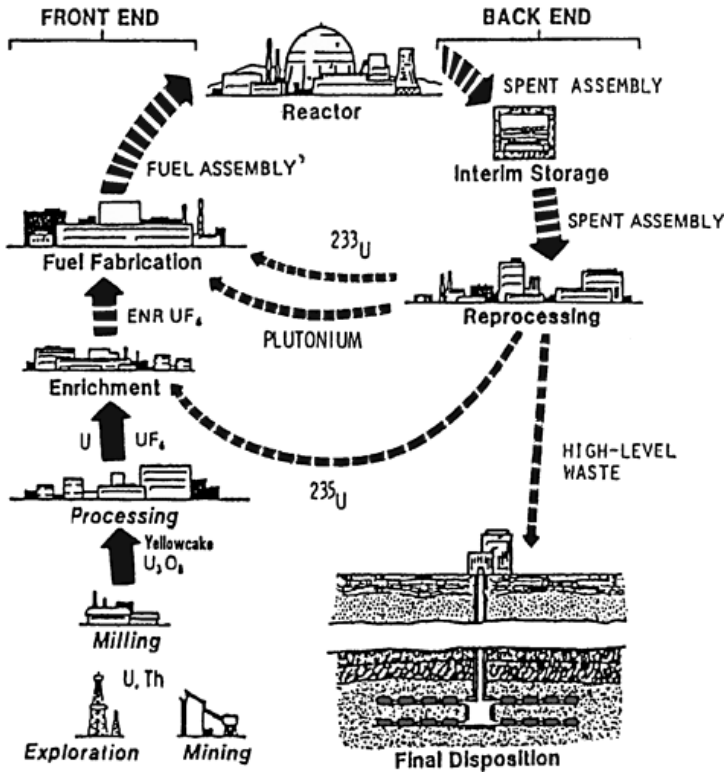 FRONT END
BACK END
Reactor
SPENT ASSEMBLY
Interim Storage
FUEL ASSEMBLY
SPENT ASSEMBLY
Fuel Fabrication
233U
PLUTONIUM
Reprocessing
ENR UF6
Enrichment
U
UF6
235U
HIGH-LEVEL
WASTE
Processing
Yellowcake
U3O8
Milling
U, Th
Exploration
Mining
Final Disposition